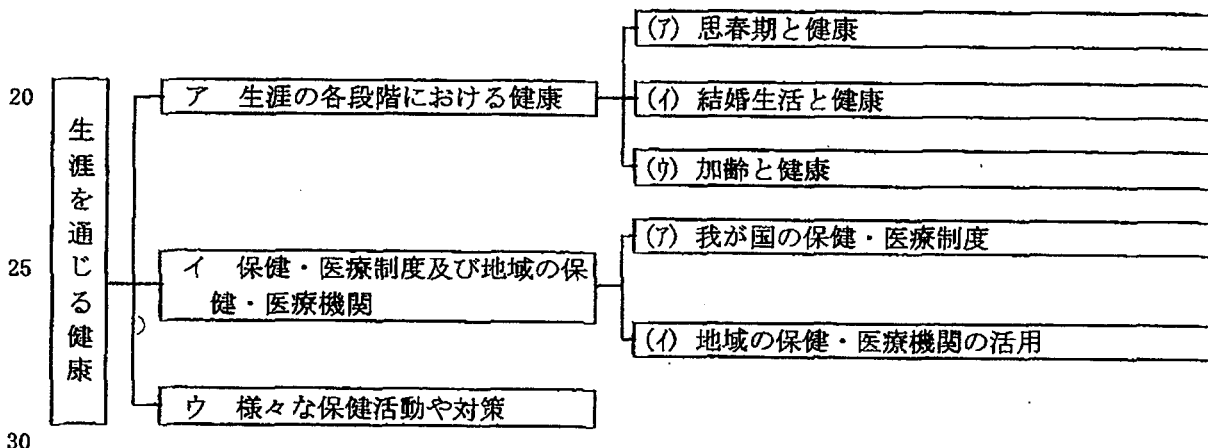 (ア) 思春期と健康
20
ア 生涯の各段階における健康
(イ) 結婚生活と健康
生涯を通じる健康
(ウ) 加齢と健康
(ア) 我が国の保健・医療制度
25
イ 保健・医療制度及び地域の保
健・医療機関
(イ) 地域の保健・医療機関の活用
ウ 様々な保健活動や対策
30